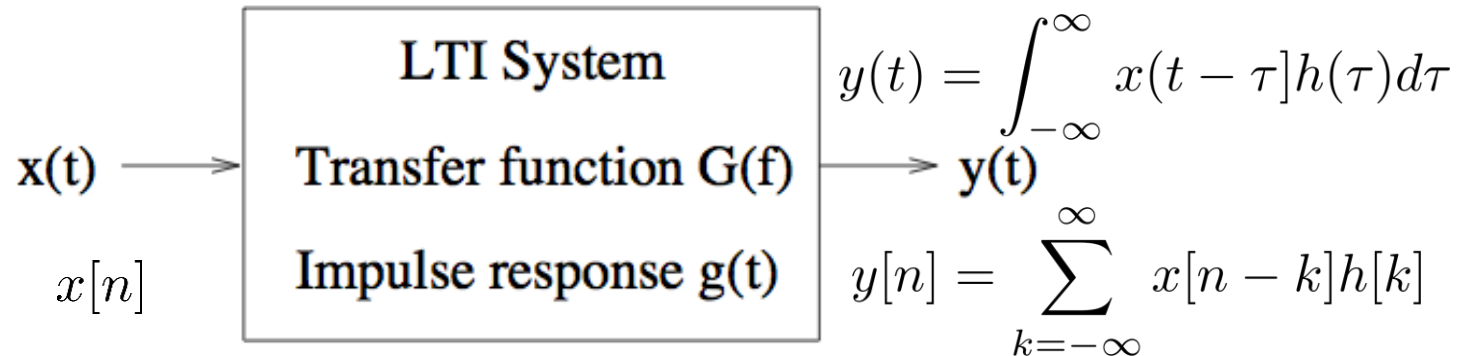 LTI System
y(t) = ∫_{-∞}^{∞} x(t − τ]h(τ)dτ
x(t)
Transfer function G(f)
y(t)
x[n]
Impulse response g(t)
y[n] = ∑_{k=-∞}^{∞} x[n − k]h[k]